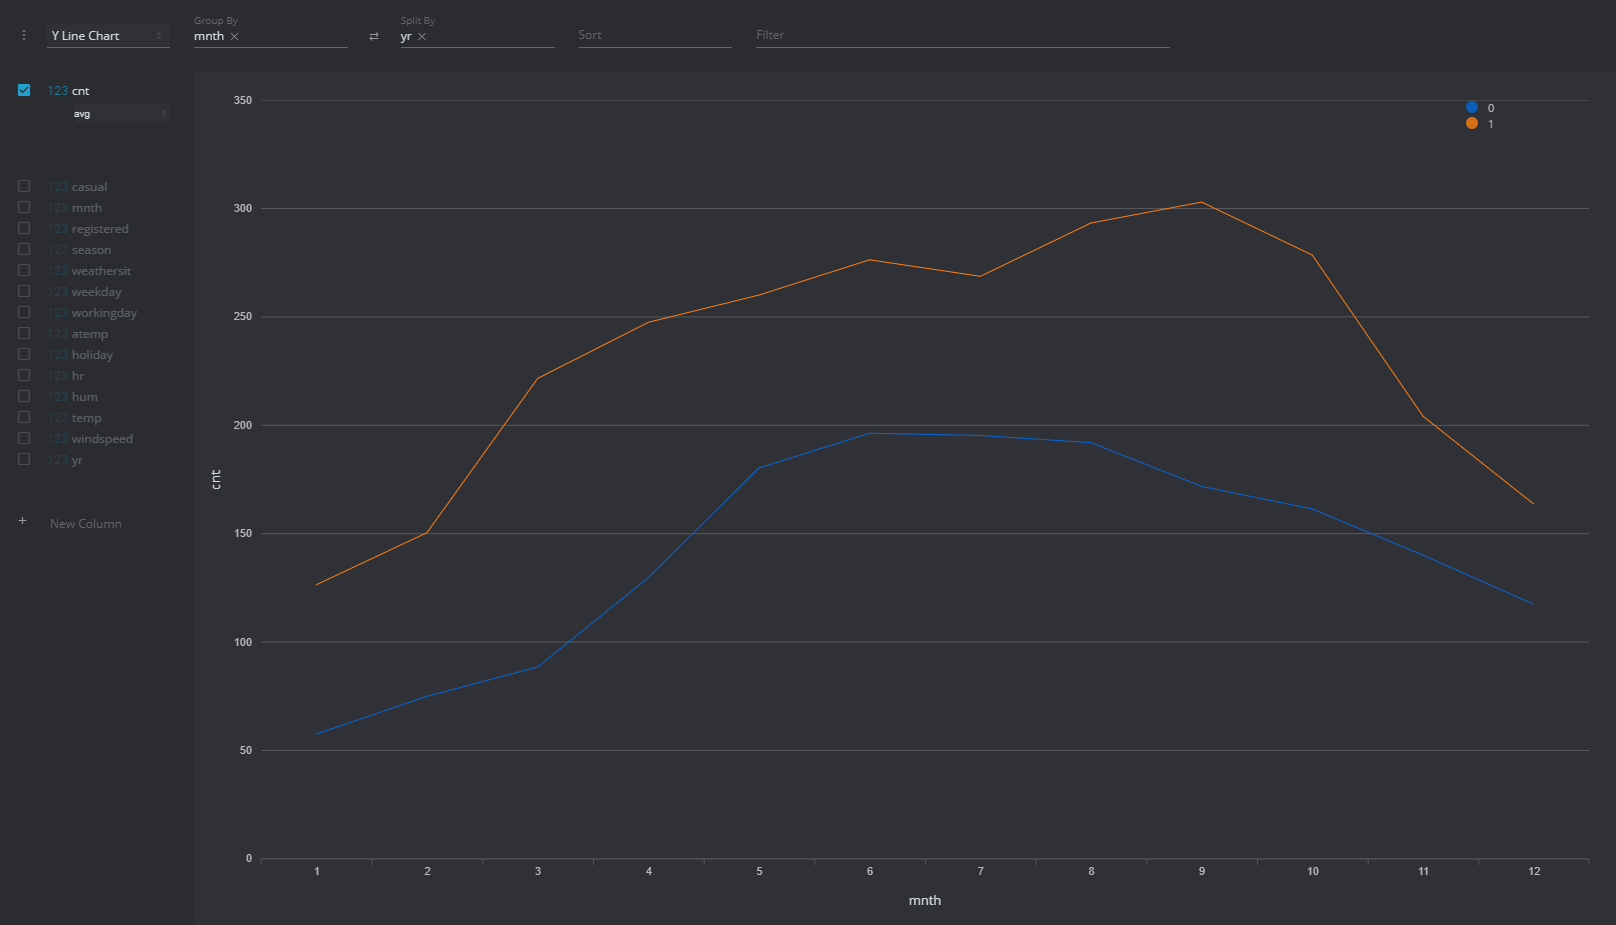 Group By
Split By
Y Line Chart
mnth ×
yr ×
Sort
Filter
123 cnt
avg
123 casual
123 mnth
123 registered
123 season
123 weathersit
123 weekday
123 workingday
123 atemp
123 holiday
123 hr
123 hum
123 temp
123 windspeed
123 yr
+ New Column
350
300
250
200
150
100
50
0
cnt
0
1
1 2 3 4 5 6 7 8 9 10 11 12
mnth